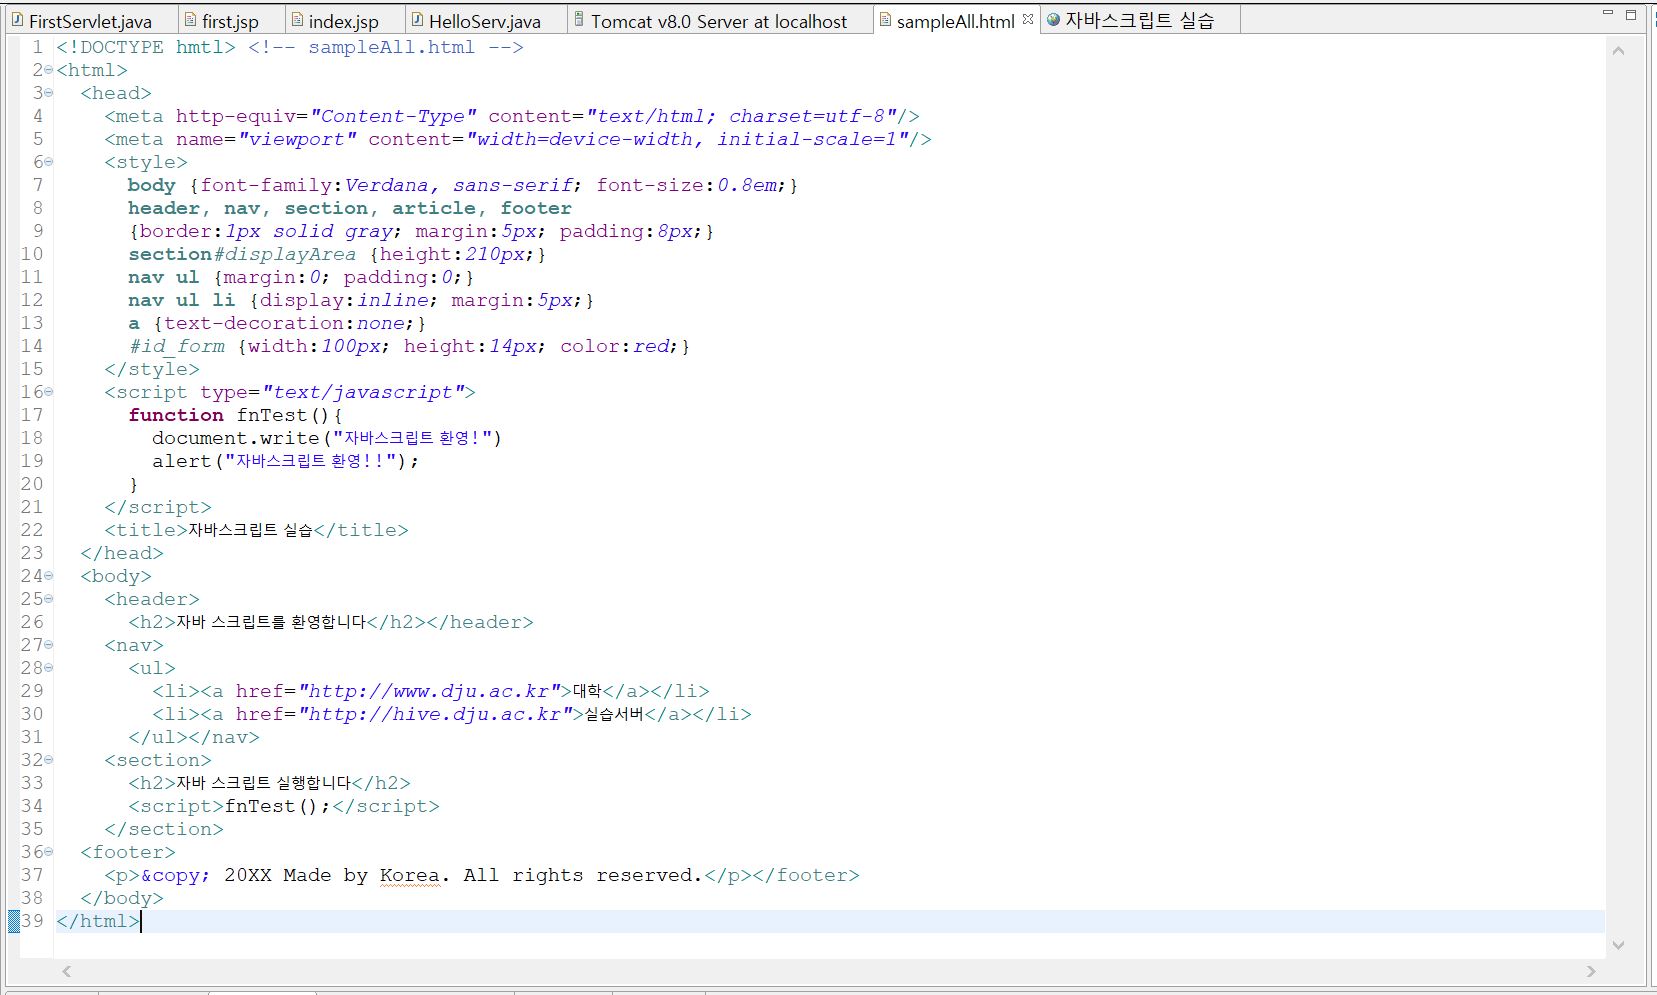 FirstServlet.java first.jsp index.jsp HelloServ.java Tomcat v8.0 Server at localhost sampleAll.html 자바스크립트 실습
1 <!DOCTYPE hmtl> <!-- sampleAll.html -->
2 <html>
3 <head>
4 <meta http-equiv="Content-Type" content="text/html; charset=utf-8"/>
5 <meta name="viewport" content="width=device-width, initial-scale=1"/>
6 <style>
7 body {font-family:Verdana, sans-serif; font-size:0.8em;}
8 header, nav, section, article, footer
9 {border:1px solid gray; margin:5px; padding:8px;}
10 section#displayArea {height:210px;}
11 nav ul {margin:0; padding:0;}
12 nav ul li {display:inline; margin:5px;}
13 a {text-decoration:none;}
14 #id_form {width:100px; height:14px; color:red;}
15 </style>
16 <script type="text/javascript">
17 function fnTest(){
18 document.write("자바스크립트 환영!")
19 alert("자바스크립트 환영!!");
20 }
21 </script>
22 <title>자바스크립트 실습</title>
23 </head>
24 <body>
25 <header>
26 <h2>자바 스크립트를 환영합니다</h2></header>
27 <nav>
28 <ul>
29 <li><a href="http://www.dju.ac.kr">대학</a></li>
30 <li><a href="http://hive.dju.ac.kr">실습서버</a></li>
31 </ul></nav>
32 <section>
33 <h2>자바 스크립트 실행합니다</h2>
34 <script>fnTest();</script>
35 </section>
36 <footer>
37 <p>&copy; 20XX Made by Korea. All rights reserved.</p></footer>
38 </body>
39 </html>